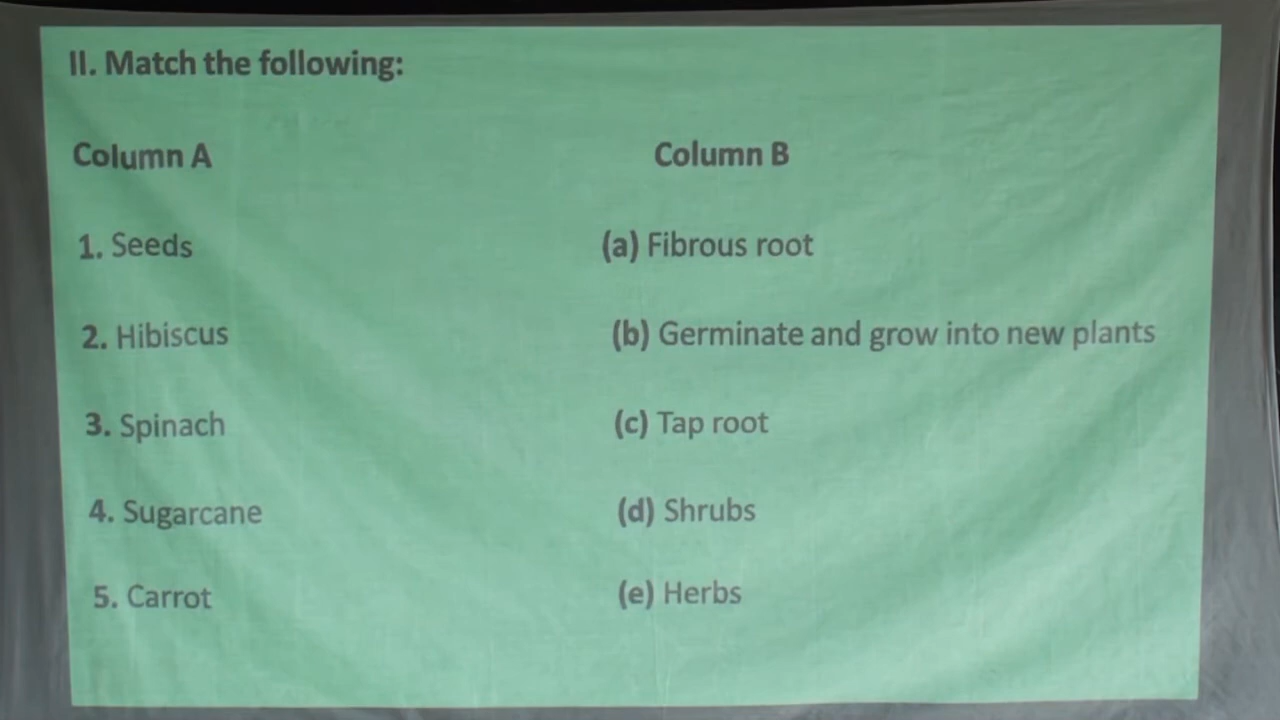 II. Match the following:
Column A Column B
1. Seeds (a) Fibrous root
2. Hibiscus (b) Germinate and grow into new plants
3. Spinach (c) Tap root
4. Sugarcane (d) Shrubs
5. Carrot (e) Herbs